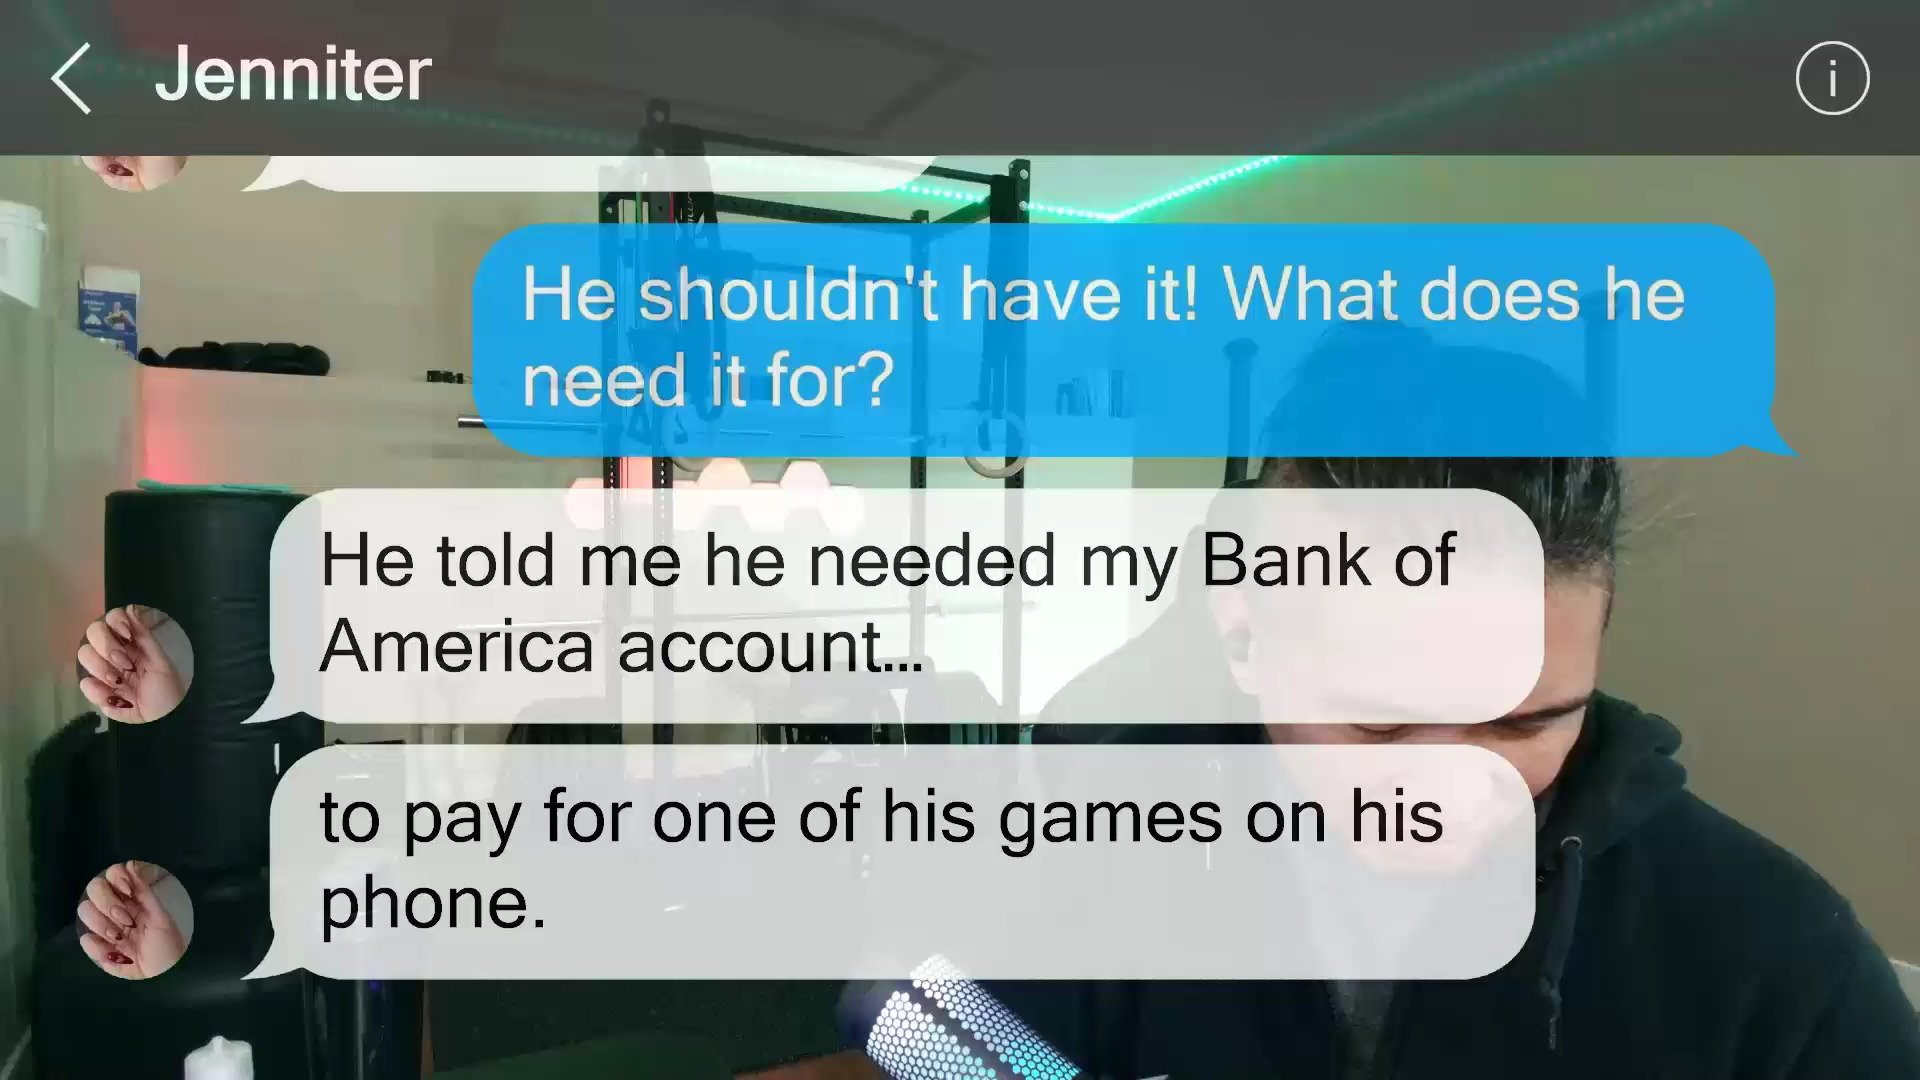 Jenniter
i
He shouldn't have it! What does he
need it for?
He told me he needed my Bank of
America account...
to pay for one of his games on his
phone.